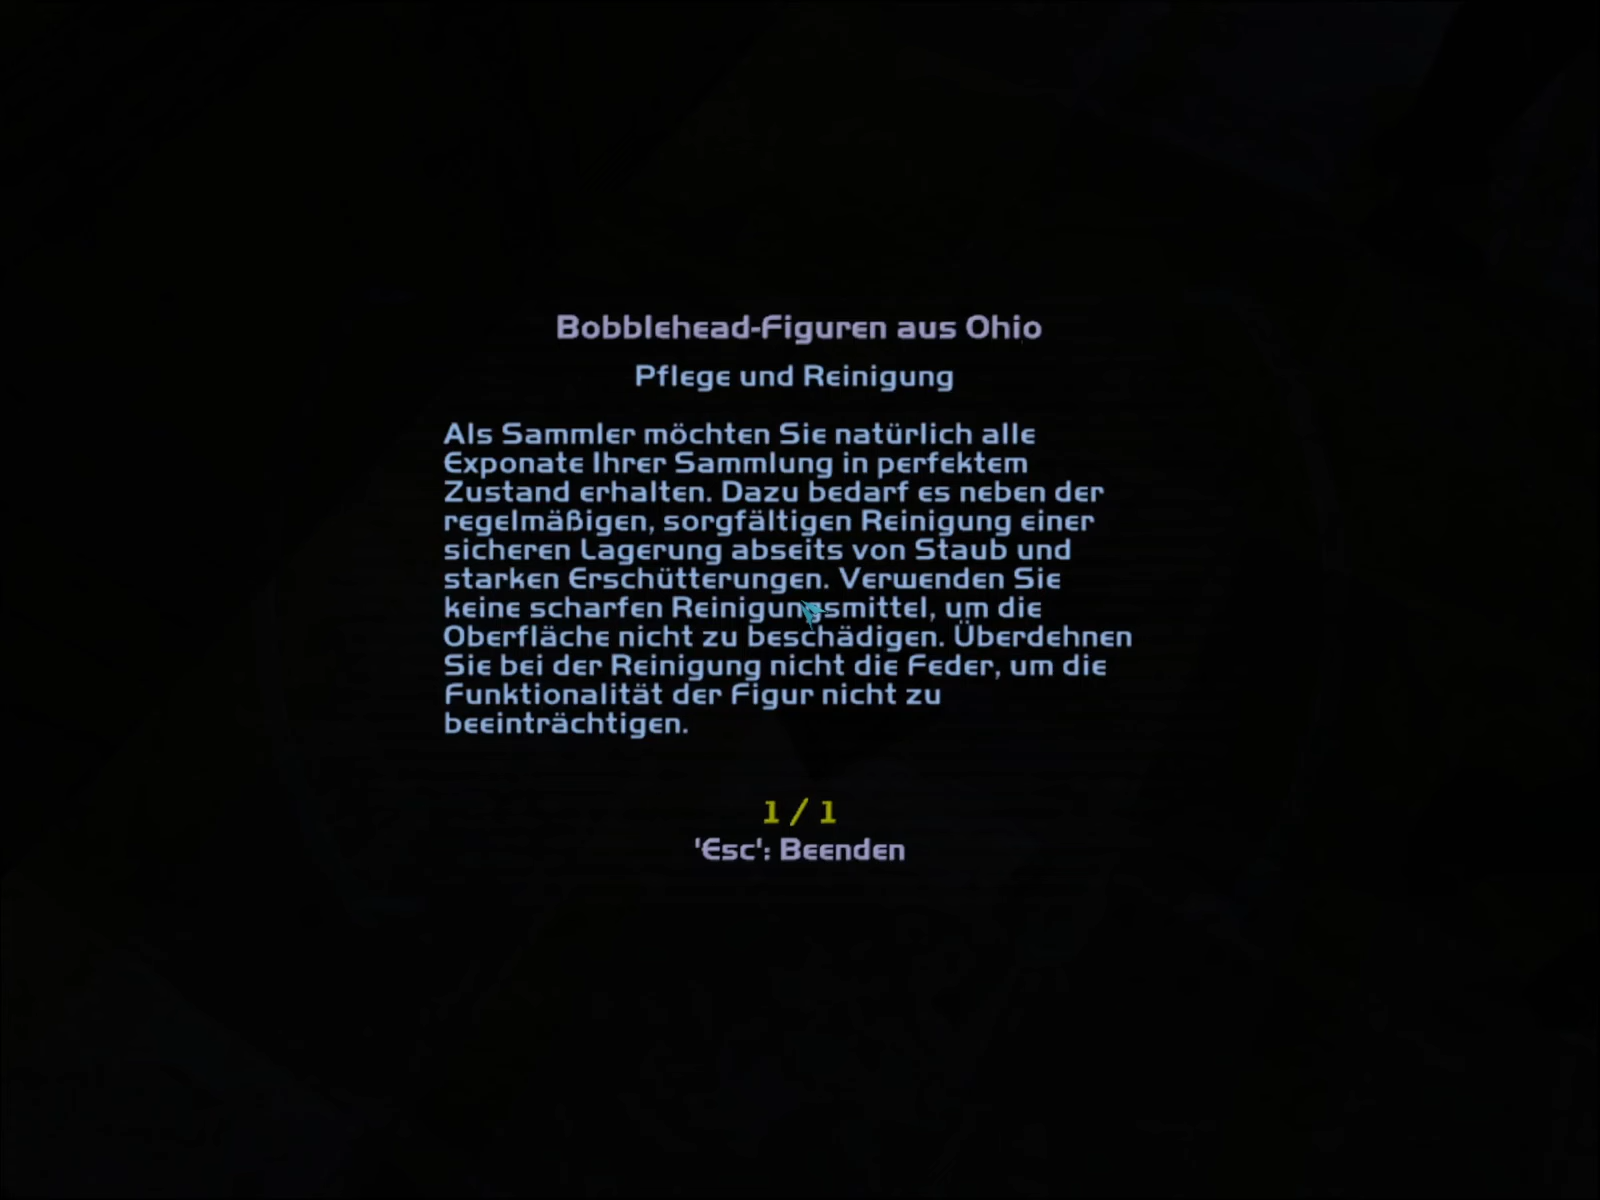 Bobblehead-Figuren aus Ohio
Pflege und Reinigung
Als Sammler möchten Sie natürlich alle
Exponate Ihrer Sammlung in perfektem
Zustand erhalten. Dazu bedarf es neben der
regelmäßigen, sorgfältigen Reinigung einer
sicheren Lagerung abseits von Staub und
starken Erschütterungen. Verwenden Sie
keine scharfen Reinigungsmittel, um die
Oberfläche nicht zu beschädigen. Überdehnen
Sie bei der Reinigung nicht die Feder, um die
Funktionalität der Figur nicht zu
beeinträchtigen.
1 / 1
'Esc': Beenden